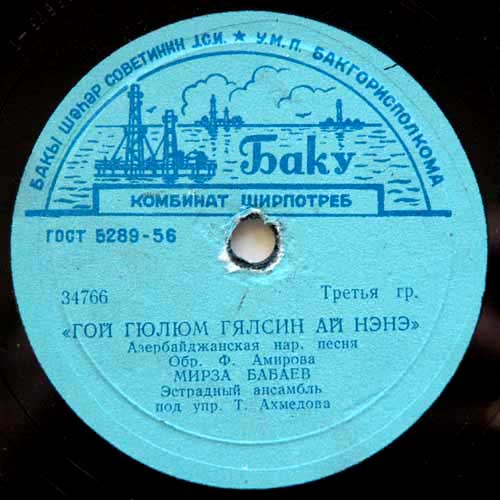 БАКЫ ШӘҺӘР СОВЕТИНИН ЈСТ ★ У.М.П. БАКГОРИСПОЛКОМА
Баку
КОМБИНАТ ШИРПОТРЕБ
ГОСТ 5289-56
34766 Третья гр.
«ГОЙ ГЮЛЮМ ГЯЛСИН АЙ НЭНЭ»
Азербайджанская нар. песня
Обр. Ф. Амирова
МИРЗА БАБАЕВ
Эстрадный ансамбль
под упр. Т. Ахмедова